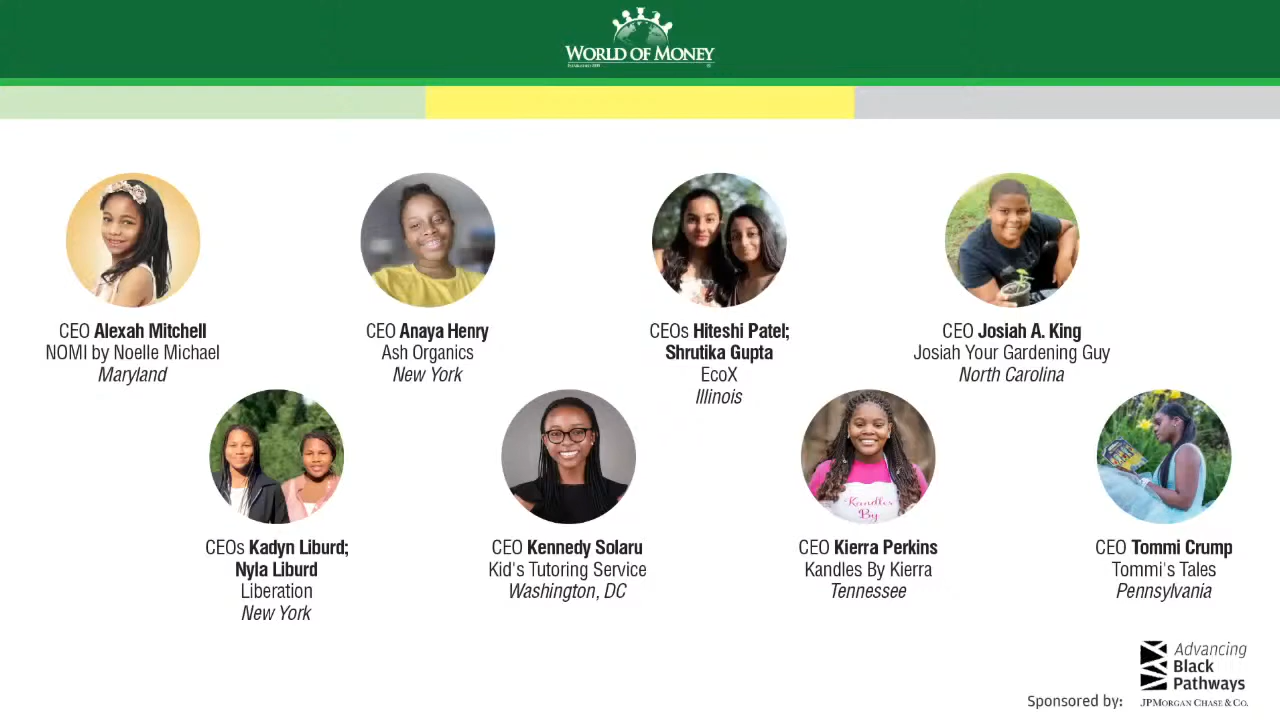 WORLD OF MONEY
CEO Alexah Mitchell
NOMI by Noelle Michael
Maryland
CEO Anaya Henry
Ash Organics
New York
CEOs Hiteshi Patel;
Shrutika Gupta
EcoX
Illinois
CEO Josiah A. King
Josiah Your Gardening Guy
North Carolina
CEOs Kadyn Liburd;
Nyla Liburd
Liberation
New York
CEO Kennedy Solaru
Kid's Tutoring Service
Washington, DC
Kandles
By
CEO Kierra Perkins
Kandles By Kierra
Tennessee
CEO Tommi Crump
Tommi's Tales
Pennsylvania
Sponsored by:
Advancing
Black
Pathways
JPMORGAN CHASE & CO.